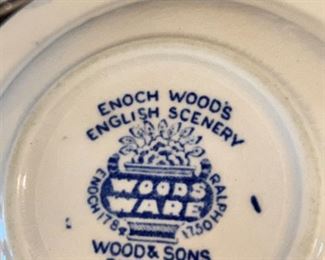 ENOCH WOOD'S
ENGLISH SCENERY
WOODS
WARE
ENOCH 1784
RALPH 1750
WOOD & SONS